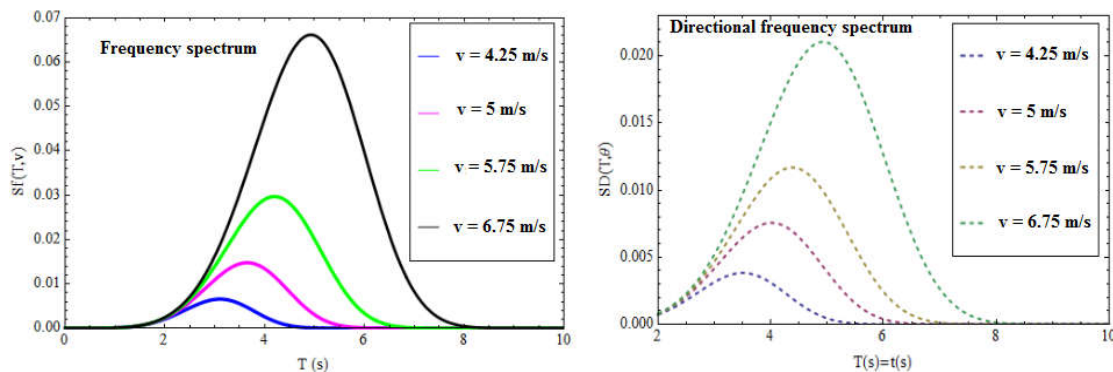 Frequency spectrum
v = 4.25 m/s
v = 5 m/s
v = 5.75 m/s
v = 6.75 m/s
Sf(T,v)
0.07
0.06
0.05
0.04
0.03
0.02
0.01
0.00
0 2 4 6 8 10
T (s)
Directional frequency spectrum
v = 4.25 m/s
v = 5 m/s
v = 5.75 m/s
v = 6.75 m/s
SD(T,θ)
0.020
0.015
0.010
0.005
0.000
2 4 6 8 10
T(s)=t(s)